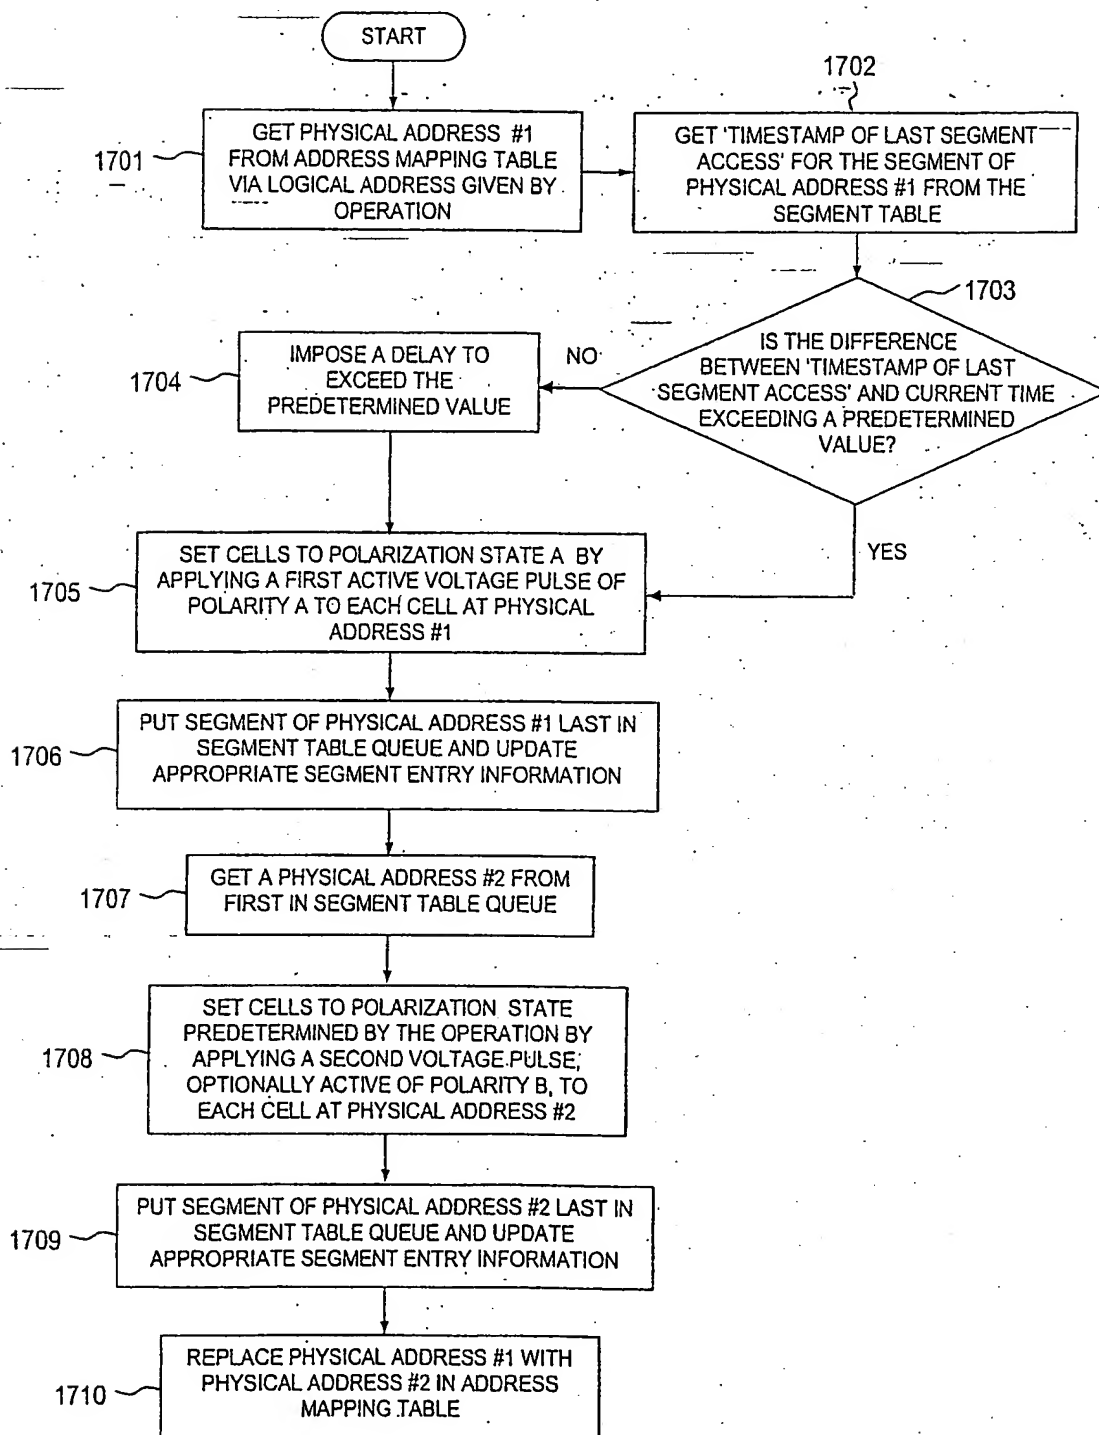 START
1701
GET PHYSICAL ADDRESS #1
FROM ADDRESS MAPPING TABLE
VIA LOGICAL ADDRESS GIVEN BY
OPERATION
1702
GET 'TIMESTAMP OF LAST SEGMENT
ACCESS' FOR THE SEGMENT OF
PHYSICAL ADDRESS #1 FROM THE
SEGMENT TABLE
1703
IS THE DIFFERENCE
BETWEEN 'TIMESTAMP OF LAST
SEGMENT ACCESS' AND CURRENT TIME
EXCEEDING A PREDETERMINED
VALUE?
NO
1704
IMPOSE A DELAY TO
EXCEED THE
PREDETERMINED VALUE
YES
1705
SET CELLS TO POLARIZATION STATE A BY
APPLYING A FIRST ACTIVE VOLTAGE PULSE OF
POLARITY A TO EACH CELL AT PHYSICAL
ADDRESS #1
1706
PUT SEGMENT OF PHYSICAL ADDRESS #1 LAST IN
SEGMENT TABLE QUEUE AND UPDATE
APPROPRIATE SEGMENT ENTRY INFORMATION
1707
GET A PHYSICAL ADDRESS #2 FROM
FIRST IN SEGMENT TABLE QUEUE
1708
SET CELLS TO POLARIZATION STATE
PREDETERMINED BY THE OPERATION BY
APPLYING A SECOND VOLTAGE PULSE,
OPTIONALLY ACTIVE OF POLARITY B, TO
EACH CELL AT PHYSICAL ADDRESS #2
1709
PUT SEGMENT OF PHYSICAL ADDRESS #2 LAST IN
SEGMENT TABLE QUEUE AND UPDATE
APPROPRIATE SEGMENT ENTRY INFORMATION
1710
REPLACE PHYSICAL ADDRESS #1 WITH
PHYSICAL ADDRESS #2 IN ADDRESS
MAPPING TABLE